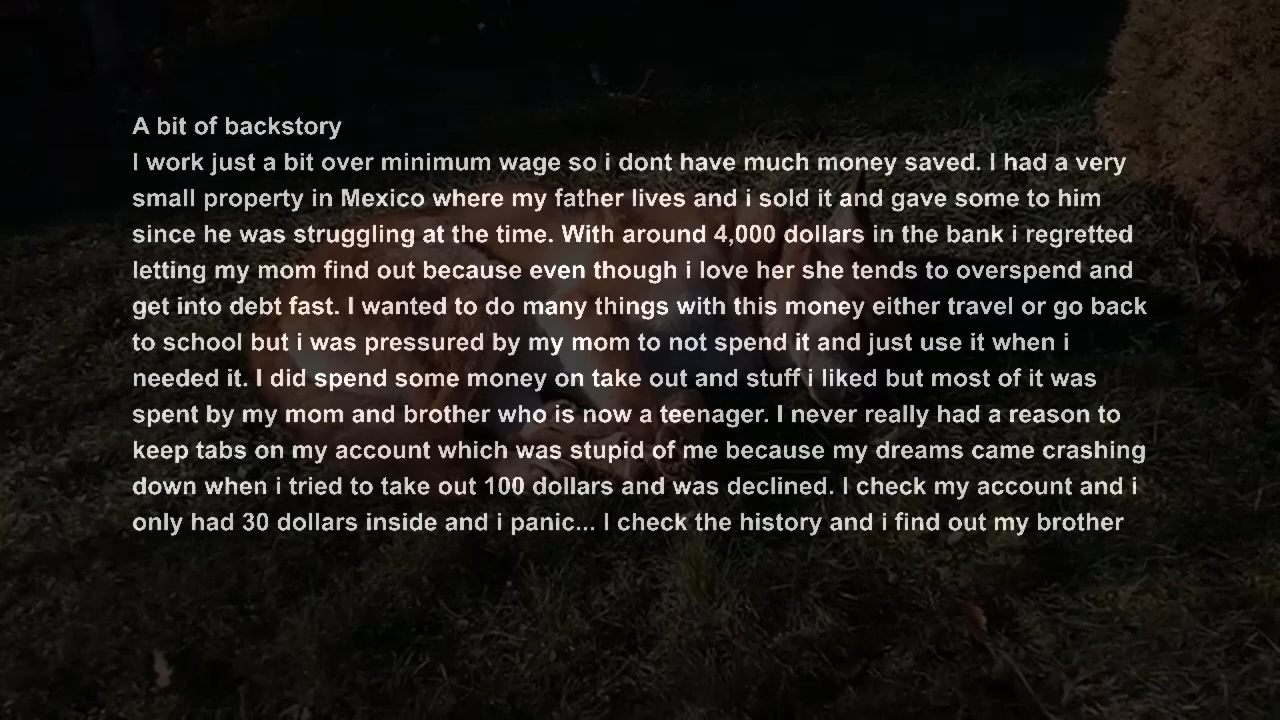 A bit of backstory
I work just a bit over minimum wage so i dont have much money saved. I had a very
small property in Mexico where my father lives and i sold it and gave some to him
since he was struggling at the time. With around 4,000 dollars in the bank i regretted
letting my mom find out because even though i love her she tends to overspend and
get into debt fast. I wanted to do many things with this money either travel or go back
to school but i was pressured by my mom to not spend it and just use it when i
needed it. I did spend some money on take out and stuff i liked but most of it was
spent by my mom and brother who is now a teenager. I never really had a reason to
keep tabs on my account which was stupid of me because my dreams came crashing
down when i tried to take out 100 dollars and was declined. I check my account and i
only had 30 dollars inside and i panic... I check the history and i find out my brother